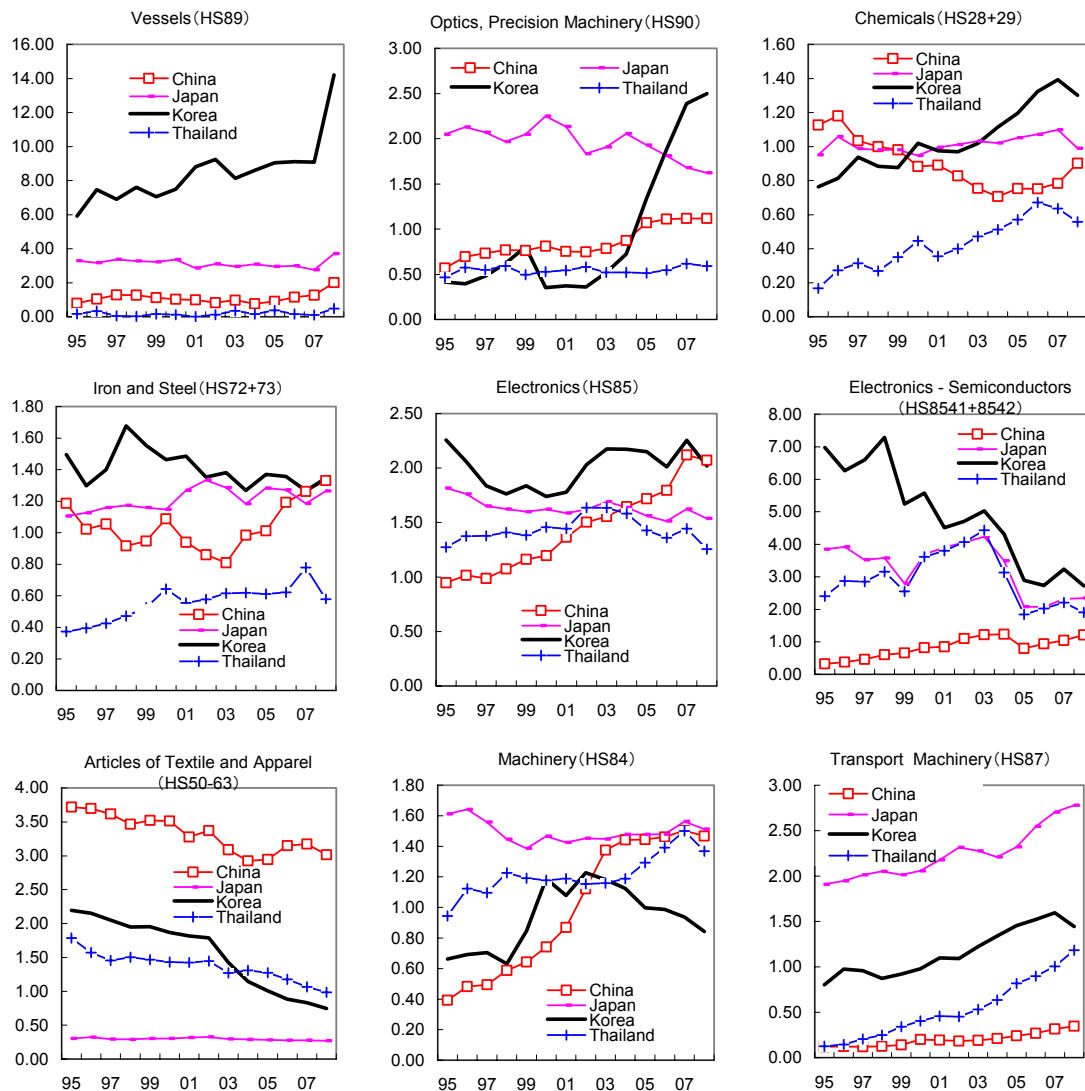 Vessels(HS89)
16.00
14.00
12.00
10.00
8.00
6.00
4.00
2.00
0.00
China
Japan
Korea
Thailand
95 97 99 01 03 05 07
Optics, Precision Machinery(HS90)
3.00
2.50
2.00
1.50
1.00
0.50
0.00
China Japan
Korea Thailand
95 97 99 01 03 05 07
Chemicals(HS28+29)
1.60
1.40
1.20
1.00
0.80
0.60
0.40
0.20
0.00
China
Japan
Korea
Thailand
95 97 99 01 03 05 07
Iron and Steel(HS72+73)
1.80
1.60
1.40
1.20
1.00
0.80
0.60
0.40
0.20
0.00
China
Japan
Korea
Thailand
95 97 99 01 03 05 07
Electronics(HS85)
2.50
2.00
1.50
1.00
0.50
0.00
China
Japan
Korea
Thailand
95 97 99 01 03 05 07
Electronics - Semiconductors
(HS8541+8542)
8.00
7.00
6.00
5.00
4.00
3.00
2.00
1.00
0.00
China
Japan
Korea
Thailand
95 97 99 01 03 05 07
Articles of Textile and Apparel
(HS50-63)
4.00
3.50
3.00
2.50
2.00
1.50
1.00
0.50
0.00
China
Japan
Korea
Thailand
95 97 99 01 03 05 07
Machinery(HS84)
1.80
1.60
1.40
1.20
1.00
0.80
0.60
0.40
0.20
0.00
China
Japan
Korea
Thailand
95 97 99 01 03 05 07
Transport Machinery(HS87)
3.00
2.50
2.00
1.50
1.00
0.50
0.00
China
Japan
Korea
Thailand
95 97 99 01 03 05 07